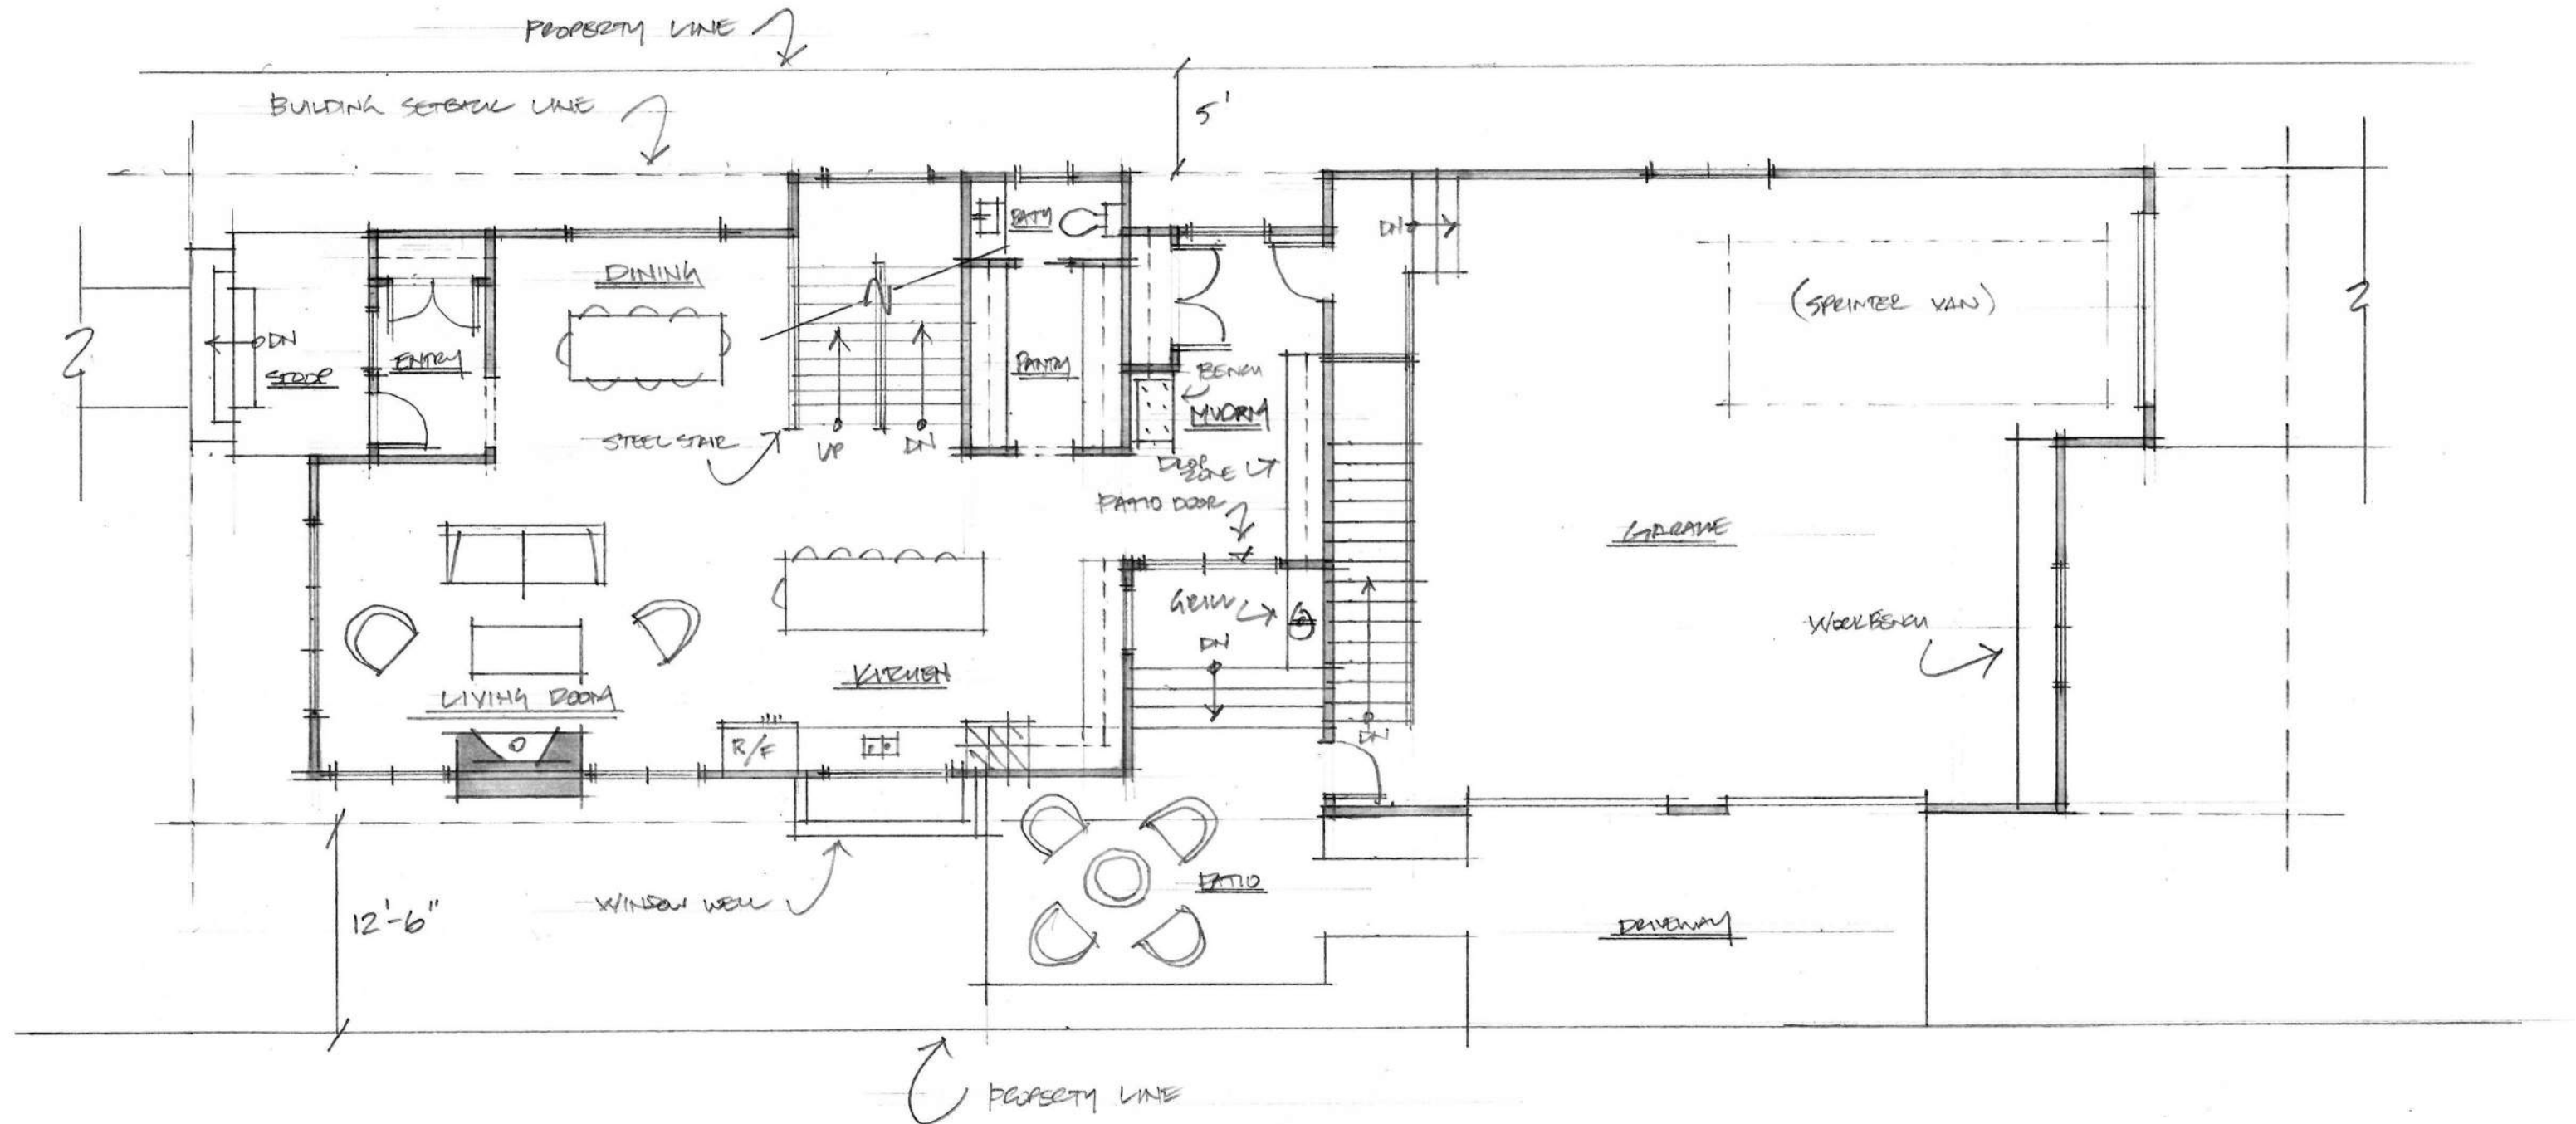 PROPERTY LINE
BUILDING SETBACK LINE
5'
DN
STOOP
ENTRY
DINING
STEEL STAIR
UP
DN
BATH
PANTRY
BENCH
MUDRM
DROP
ZONE
PATIO DOOR
DN
(SPRINTER VAN)
GARAGE
WORKBENCH
GRILL
DN
DN
LIVING ROOM
KITCHEN
R/F
12'-6"
WINDOW WELL
PATIO
DRIVEWAY
PROPERTY LINE